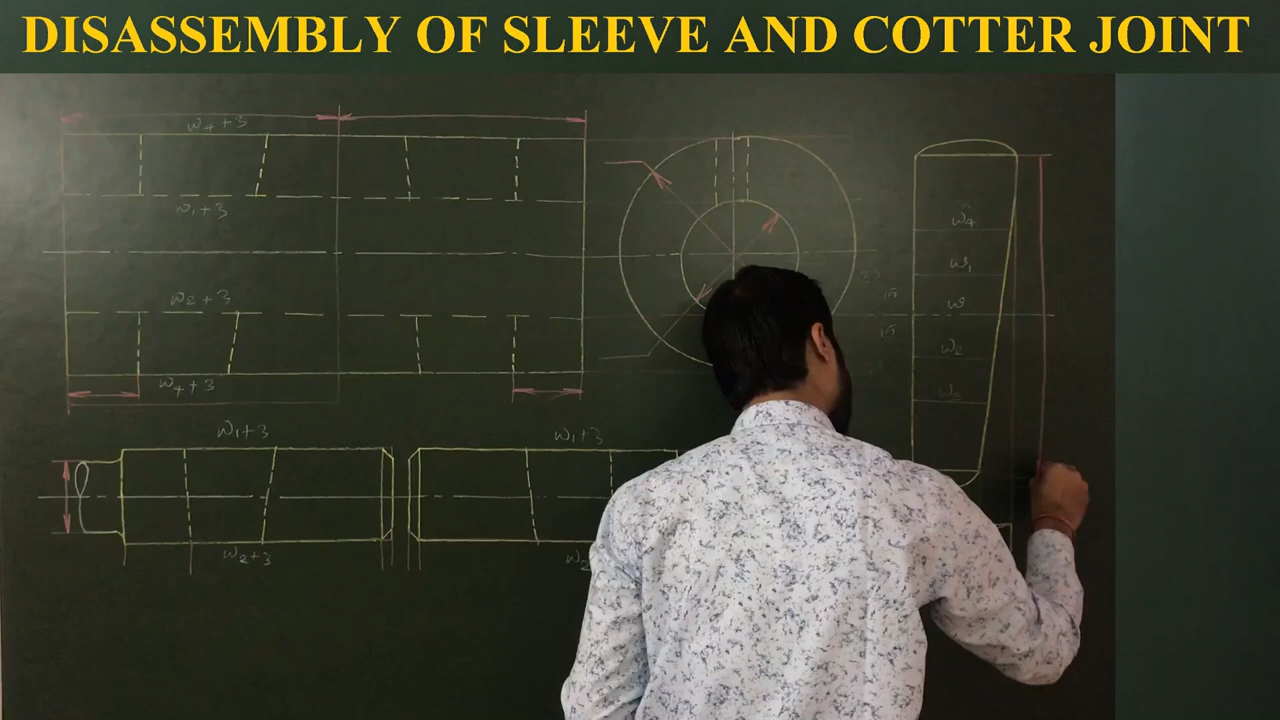 DISASSEMBLY OF SLEEVE AND COTTER JOINT
w4+3
w1+3
w2+3
w4+3
w1+3
w2+3
w1+3
w4
w1
w
w2
w3